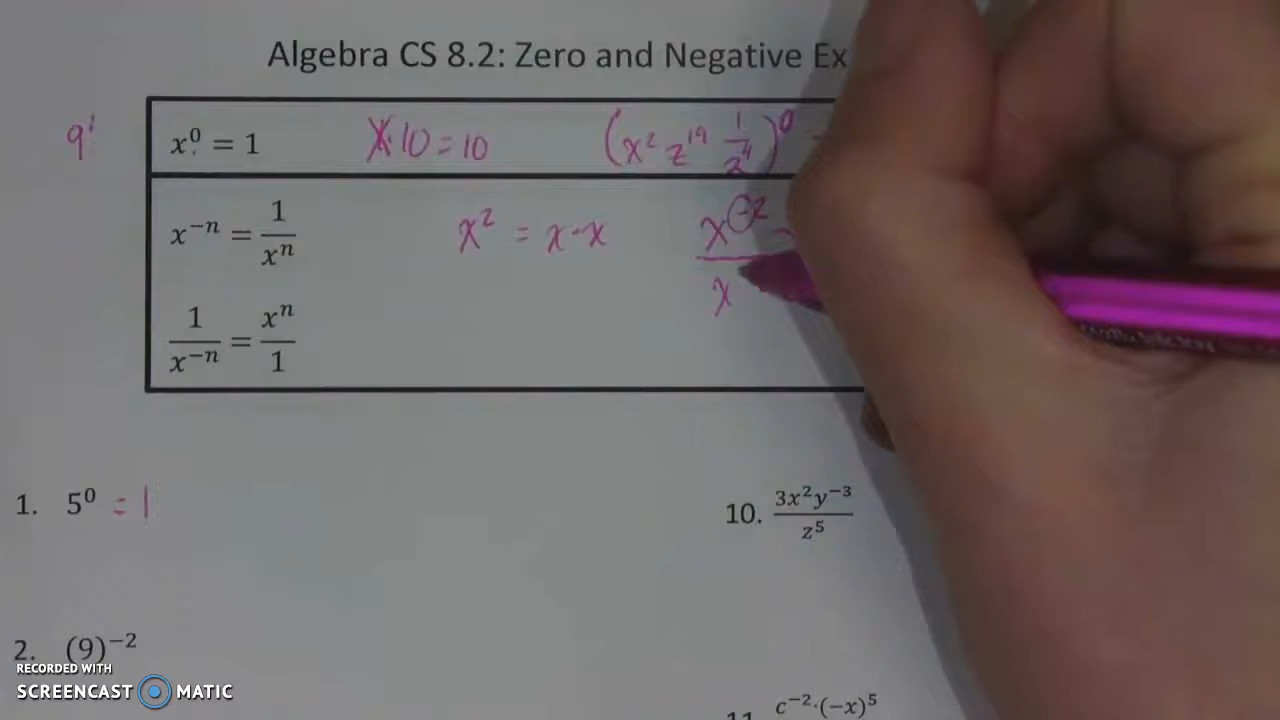 Algebra CS 8.2: Zero and Negative Ex
9¹
x⁰ = 1
X·10 = 10
(x² z¹⁹ 1/z⁴)⁰
x⁻ⁿ = 1/xⁿ
x² = x·x
x⁻²/x
1/x⁻ⁿ = xⁿ/1
1. 5⁰ = 1
10. 3x²y⁻³/z⁵
2. (9)⁻²
11. c⁻²·(−x)⁵
RECORDED WITH
SCREENCAST MATIC